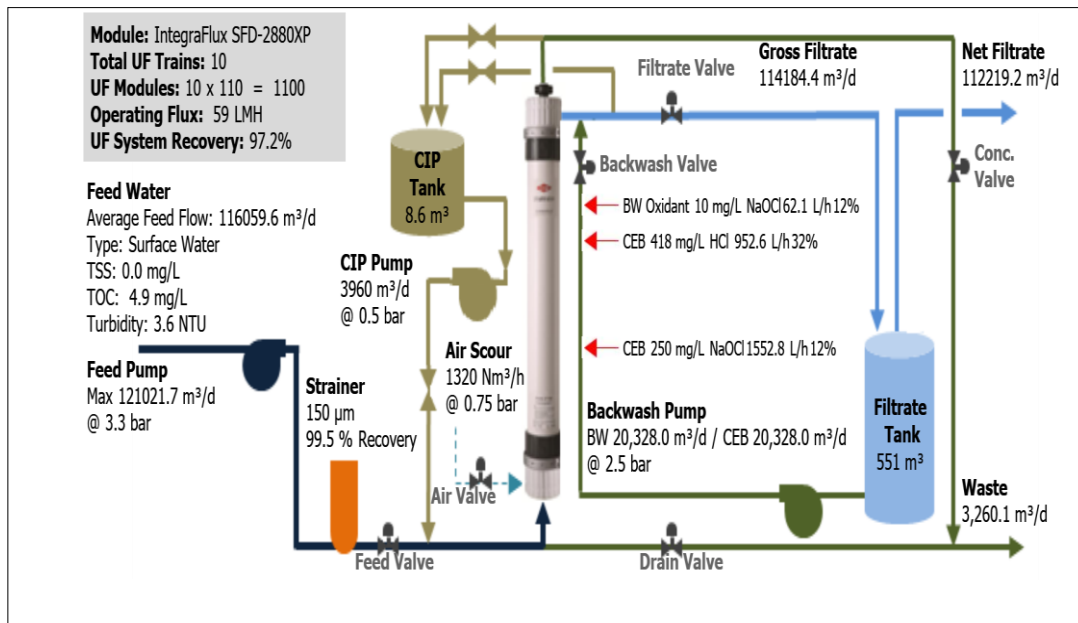 Module: IntegraFlux SFD-2880XP
Total UF Trains: 10
UF Modules: 10 x 110 = 1100
Operating Flux: 59 LMH
UF System Recovery: 97.2%
Feed Water
Average Feed Flow: 116059.6 m³/d
Type: Surface Water
TSS: 0.0 mg/L
TOC: 4.9 mg/L
Turbidity: 3.6 NTU
Feed Pump
Max 121021.7 m³/d
@ 3.3 bar
Strainer
150 µm
99.5 % Recovery
CIP
Tank
8.6 m³
CIP Pump
3960 m³/d
@ 0.5 bar
Air Scour
1320 Nm³/h
@ 0.75 bar
Air Valve
Feed Valve
Filtrate Valve
Gross Filtrate
114184.4 m³/d
Net Filtrate
112219.2 m³/d
Backwash Valve
Conc.
Valve
BW Oxidant 10 mg/L NaOCl 62.1 L/h 12%
CEB 418 mg/L HCl 952.6 L/h 32%
CEB 250 mg/L NaOCl 1552.8 L/h 12%
Backwash Pump
BW 20,328.0 m³/d / CEB 20,328.0 m³/d
@ 2.5 bar
Filtrate
Tank
551 m³
Drain Valve
Waste
3,260.1 m³/d